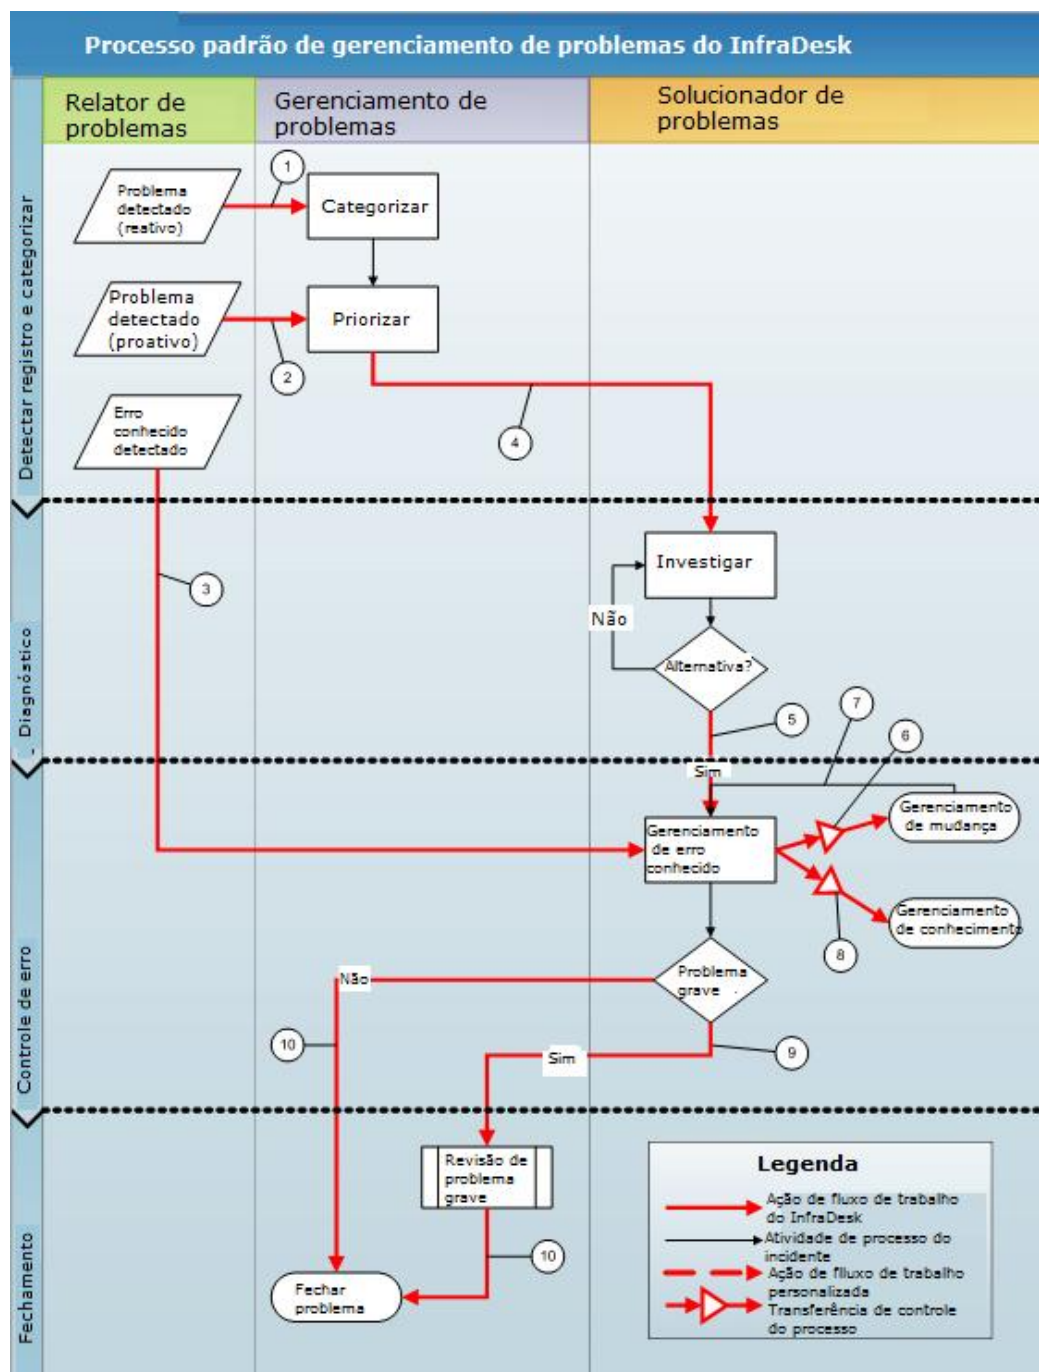 Processo padrão de gerenciamento de problemas do InfraDesk
Relator de
problemas
Gerenciamento de
problemas
Solucionador de
problemas
Detectar registro e categorizar
Problema
detectado
(reativo)
1
Categorizar
Problema
detectado
(proativo)
2
Priorizar
Erro
conhecido
detectado
4
3
Diagnóstico
Investigar
Não
Alternativa?
5
7
6
Sim
Controle de erro
Gerenciamento
de erro
conhecido
Gerenciamento
de mudança
Gerenciamento
de conhecimento
8
Problema
grave
Não
10
Sim
9
Fechamento
Revisão de
problema
grave
10
Fechar
problema
Legenda
Ação de fluxo de trabalho
do InfraDesk
Atividade de processo do
incidente
Ação de flluxo de trabalho
personalizada
Transferência de controle
do processo